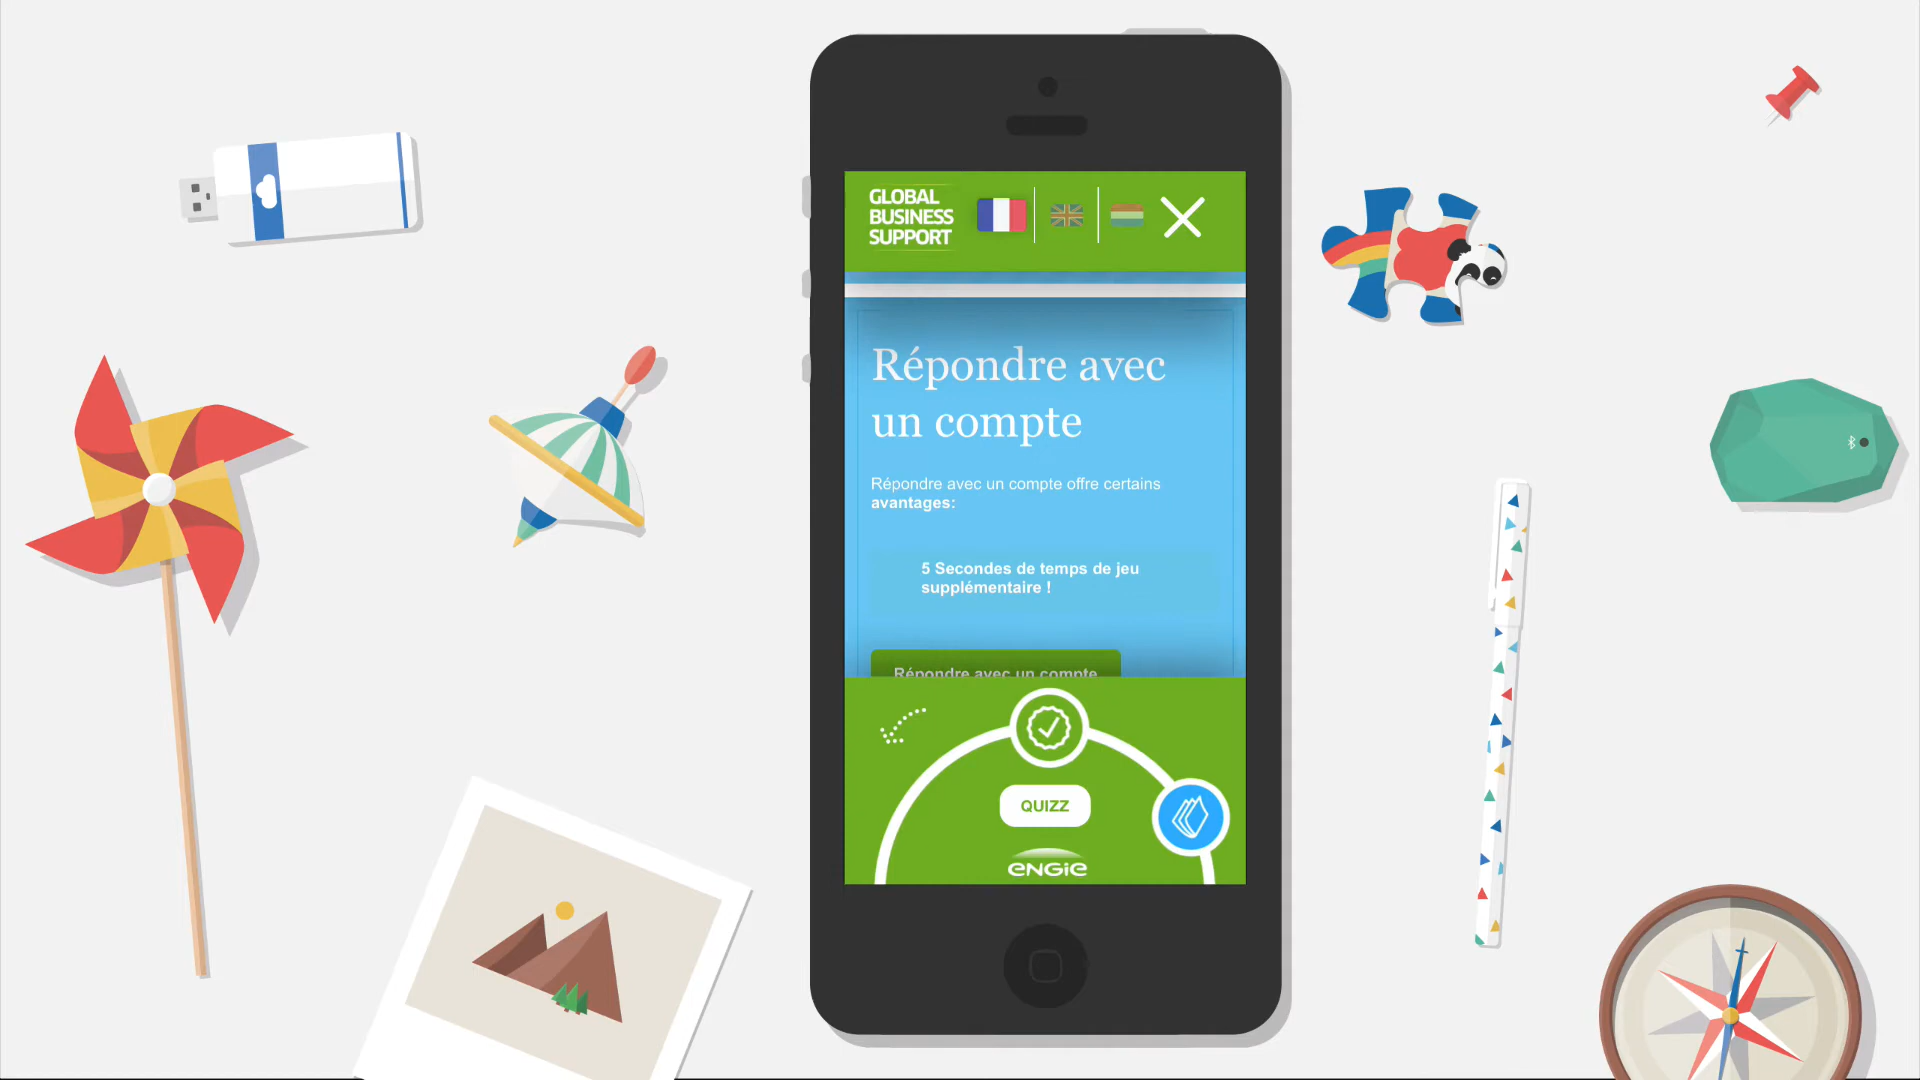 GLOBAL
BUSINESS
SUPPORT
Répondre avec
un compte
Répondre avec un compte offre certains
avantages:
5 Secondes de temps de jeu
supplémentaire !
Répondre avec un compte
QUIZZ
ENGIE